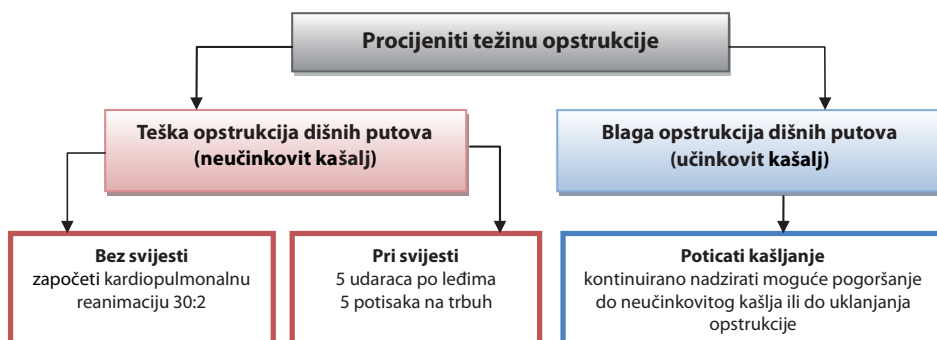 Procijeniti težinu opstrukcije
Teška opstrukcija dišnih putova
(neučinkovit kašalj)
Blaga opstrukcija dišnih putova
(učinkovit kašalj)
Bez svijesti
započeti kardiopulmonalnu
reanimaciju 30:2
Pri svijesti
5 udaraca po leđima
5 potisaka na trbuh
Poticati kašljanje
kontinuirano nadzirati moguće pogoršanje
do neučinkovitog kašlja ili do uklanjanja
opstrukcije